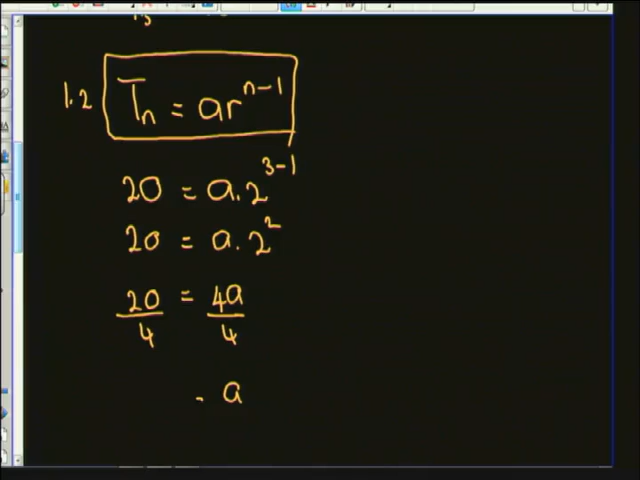 1.2 Tn = ar^n-1
20 = a.2^3-1
20 = a.2^2
20/4 = 4a/4
a